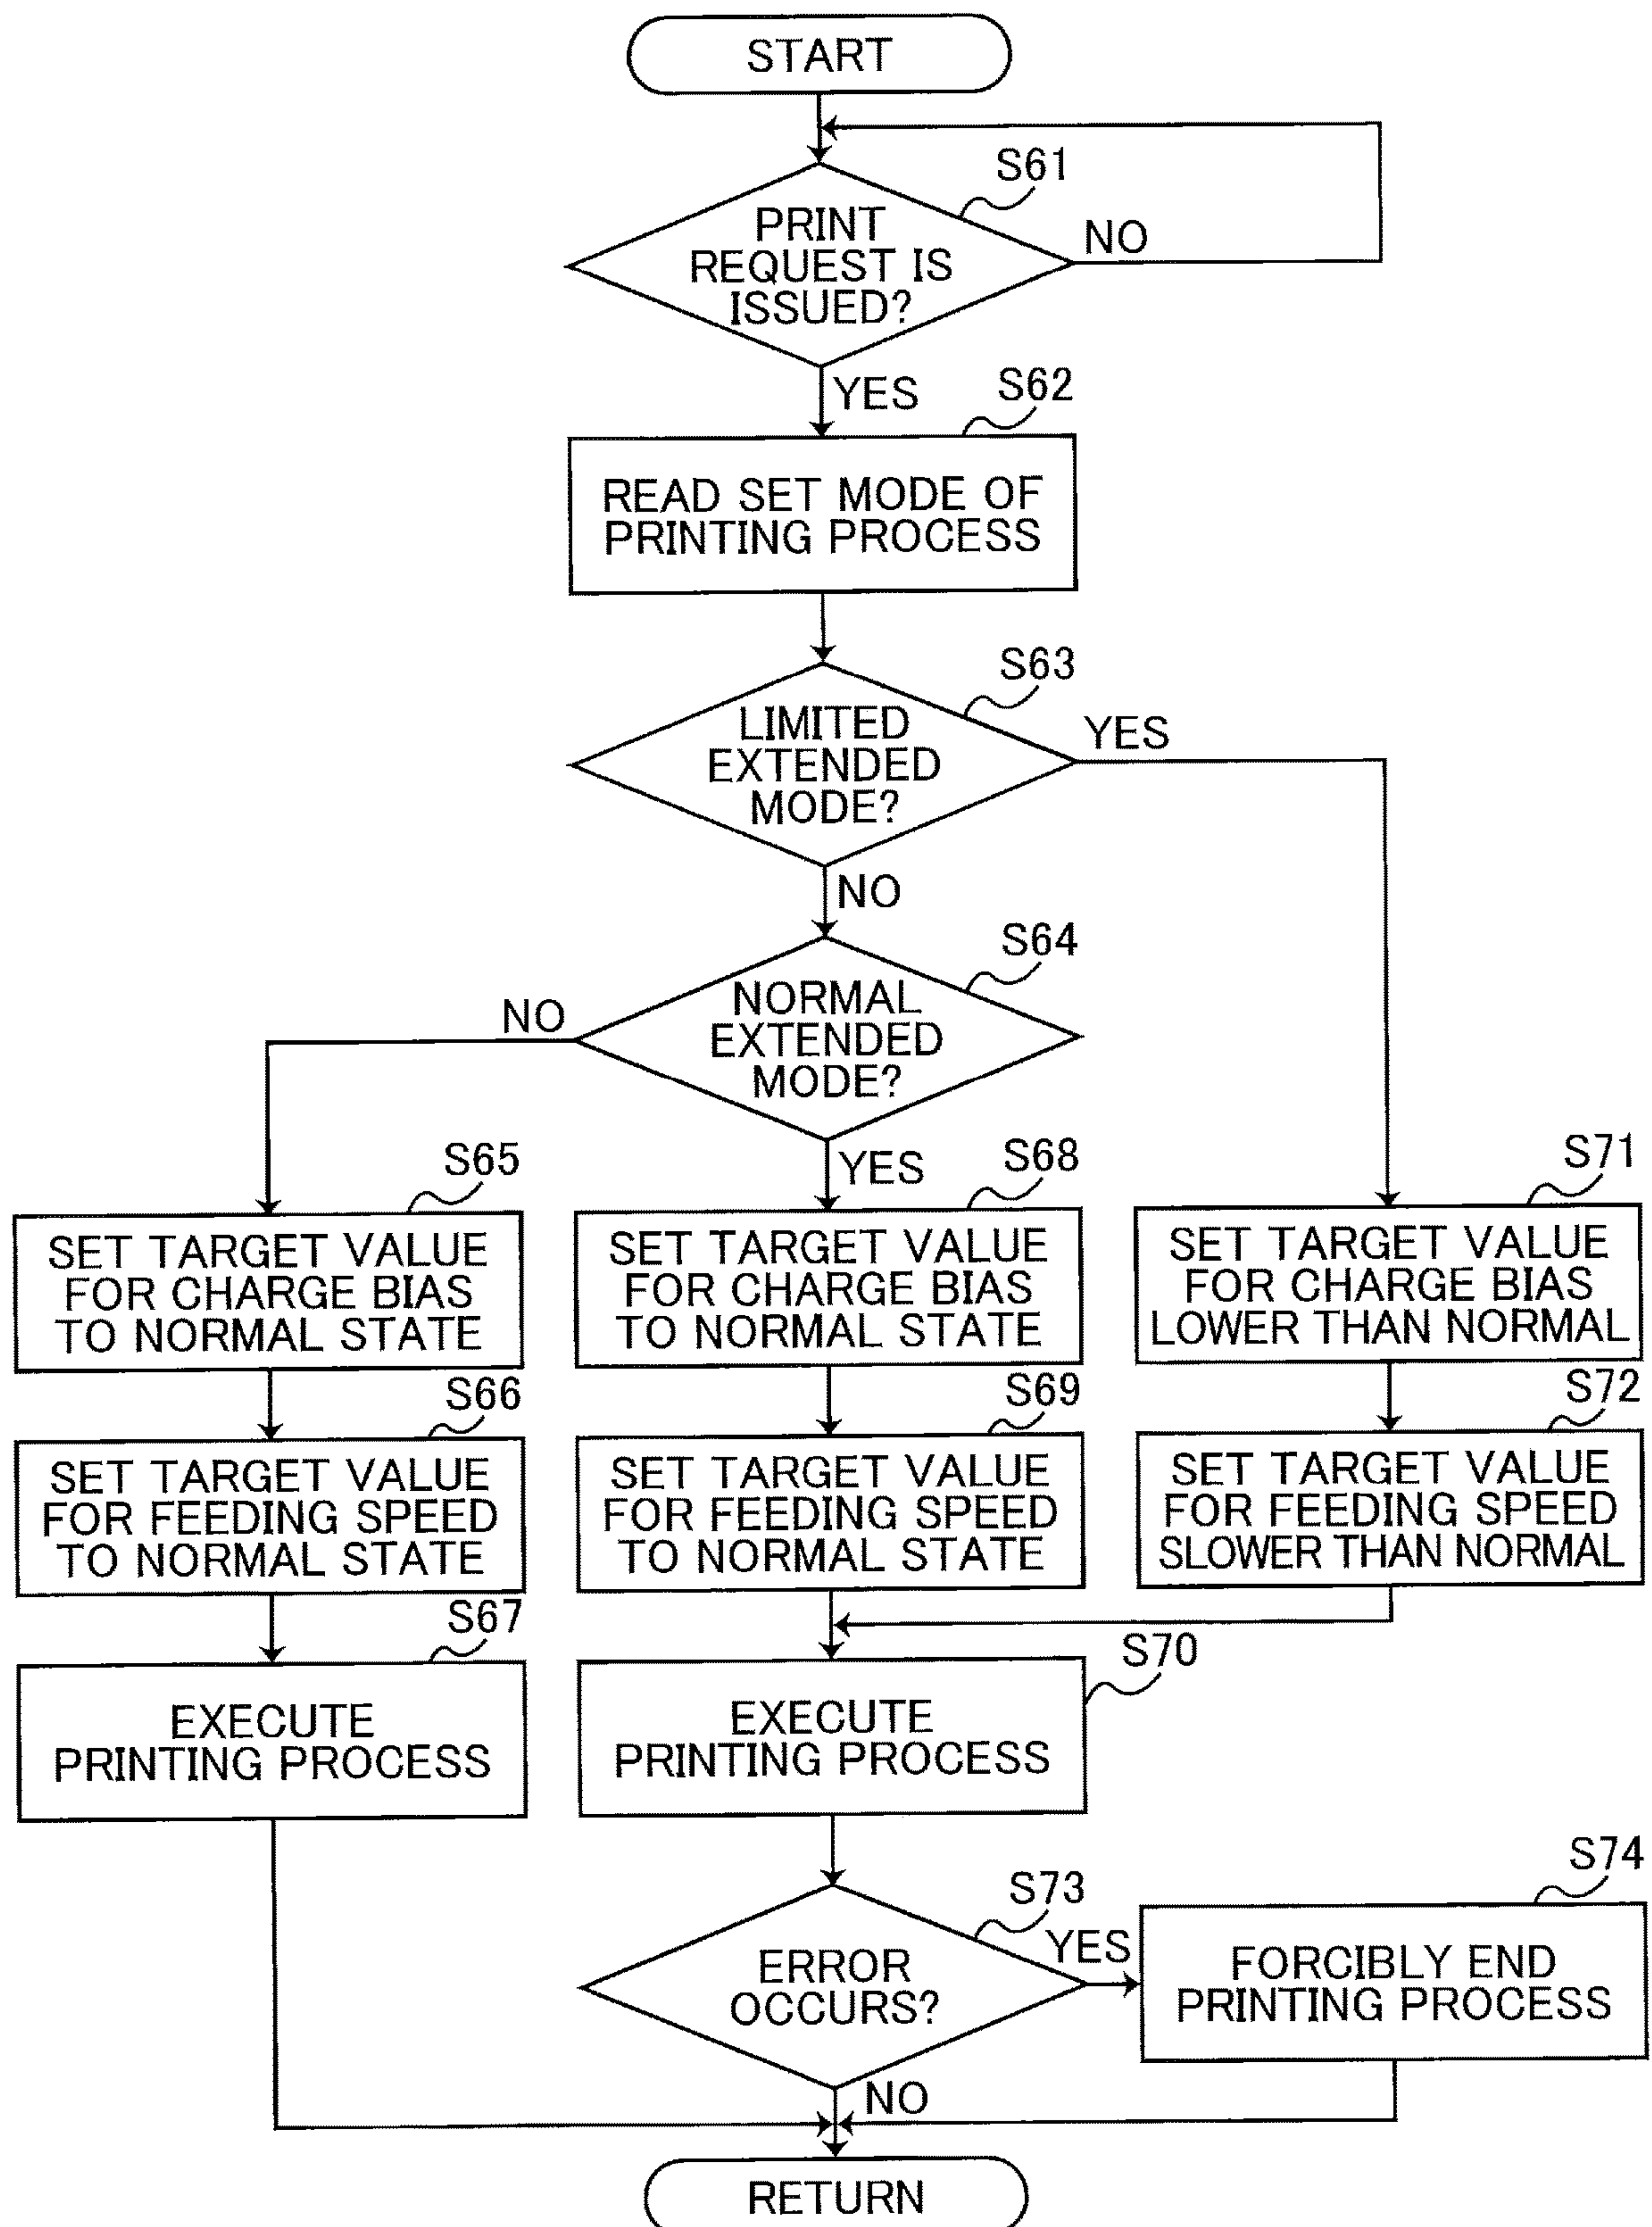 START
S61
PRINT
REQUEST IS
ISSUED?
NO
YES
S62
READ SET MODE OF
PRINTING PROCESS
S63
LIMITED
EXTENDED
MODE?
YES
NO
S64
NORMAL
EXTENDED
MODE?
NO
YES
S65
SET TARGET VALUE
FOR CHARGE BIAS
TO NORMAL STATE
S68
SET TARGET VALUE
FOR CHARGE BIAS
TO NORMAL STATE
S71
SET TARGET VALUE
FOR CHARGE BIAS
LOWER THAN NORMAL
S66
SET TARGET VALUE
FOR FEEDING SPEED
TO NORMAL STATE
S69
SET TARGET VALUE
FOR FEEDING SPEED
TO NORMAL STATE
S72
SET TARGET VALUE
FOR FEEDING SPEED
SLOWER THAN NORMAL
S67
EXECUTE
PRINTING PROCESS
S70
EXECUTE
PRINTING PROCESS
S73
ERROR
OCCURS?
YES
S74
FORCIBLY END
PRINTING PROCESS
NO
RETURN